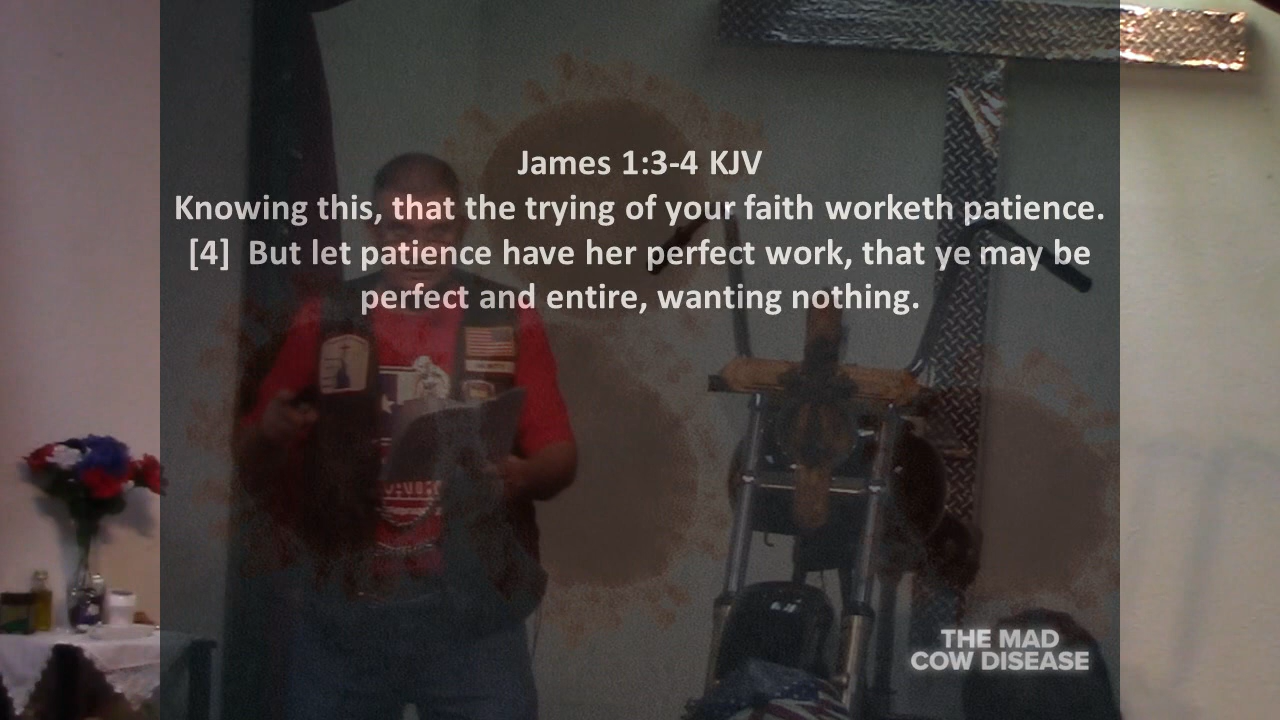 James 1:3-4 KJV
Knowing this, that the trying of your faith worketh patience.
[4]  But let patience have her perfect work, that ye may be
perfect and entire, wanting nothing.
THE MAD
COW DISEASE